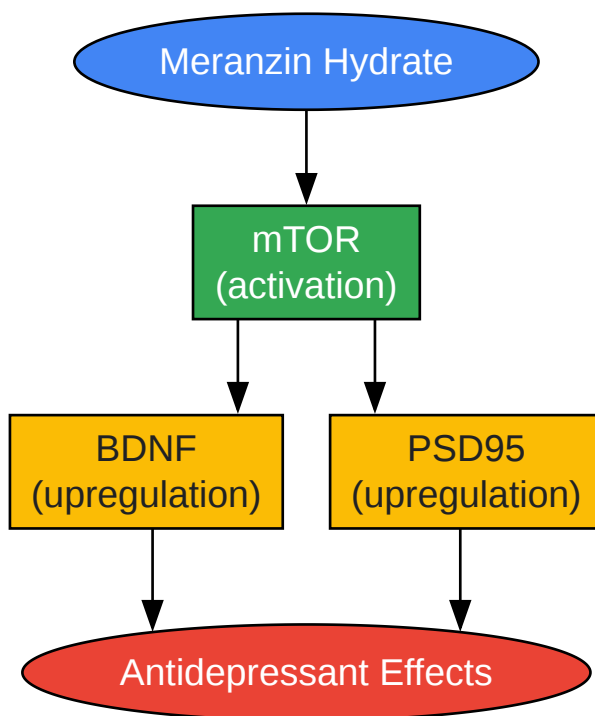 Meranzin Hydrate
mTOR
(activation)
BDNF
(upregulation)
PSD95
(upregulation)
Antidepressant Effects